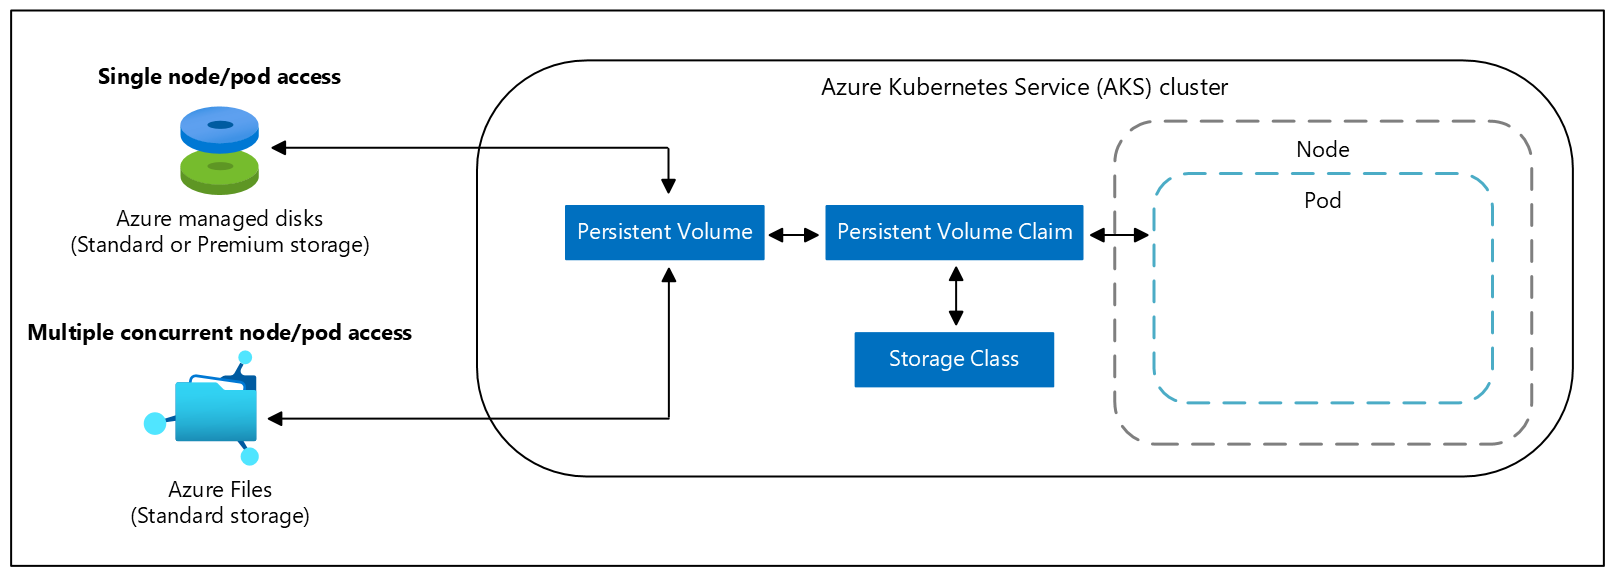 Single node/pod access
Azure managed disks
(Standard or Premium storage)
Multiple concurrent node/pod access
Azure Files
(Standard storage)
Azure Kubernetes Service (AKS) cluster
Persistent Volume
Persistent Volume Claim
Storage Class
Node
Pod